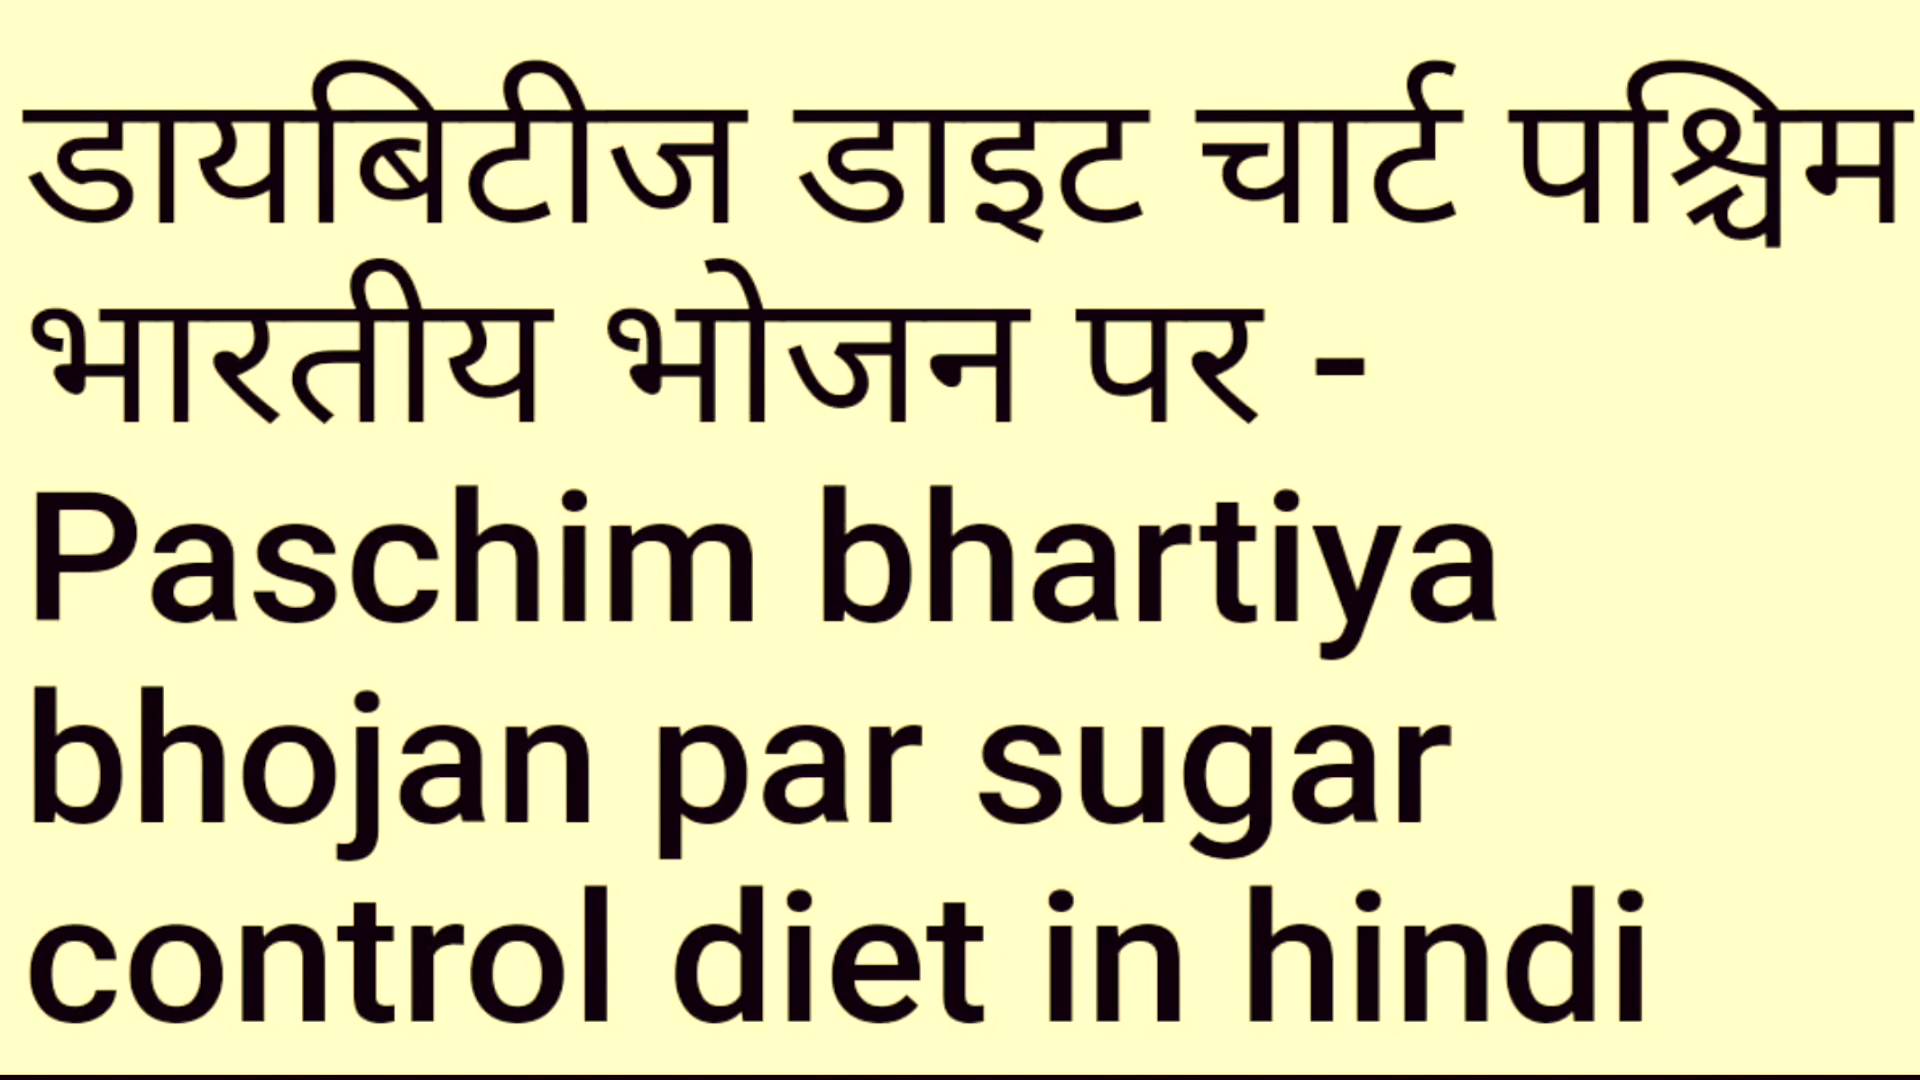 डायबिटीज डाइट चार्ट पश्चिम
भारतीय भोजन पर -
Paschim bhartiya
bhojan par sugar
control diet in hindi